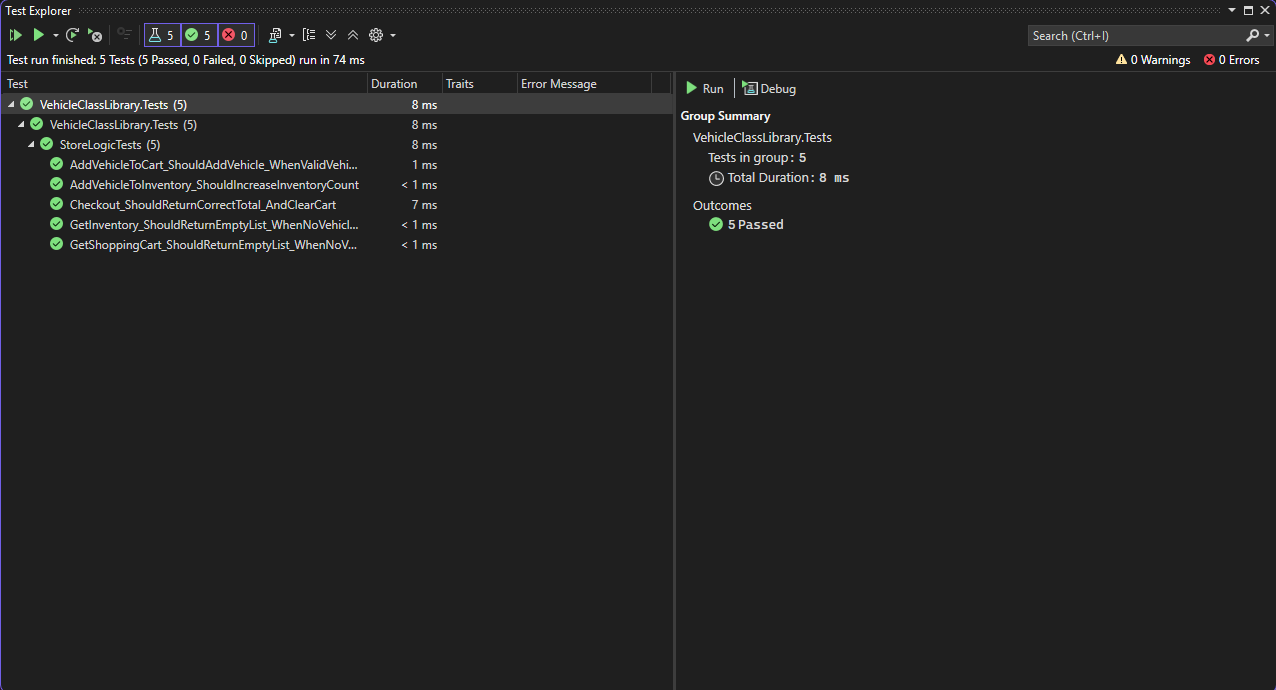 Test Explorer
5 5 0
Search (Ctrl+I)
Test run finished: 5 Tests (5 Passed, 0 Failed, 0 Skipped) run in 74 ms
0 Warnings 0 Errors
Test Duration Traits Error Message
VehicleClassLibrary.Tests (5) 8 ms
VehicleClassLibrary.Tests (5) 8 ms
StoreLogicTests (5) 8 ms
AddVehicleToCart_ShouldAddVehicle_WhenValidVehi... 1 ms
AddVehicleToInventory_ShouldIncreaseInventoryCount < 1 ms
Checkout_ShouldReturnCorrectTotal_AndClearCart 7 ms
GetInventory_ShouldReturnEmptyList_WhenNoVehicl... < 1 ms
GetShoppingCart_ShouldReturnEmptyList_WhenNoV... < 1 ms
Run Debug
Group Summary
VehicleClassLibrary.Tests
Tests in group: 5
Total Duration: 8 ms
Outcomes
5 Passed